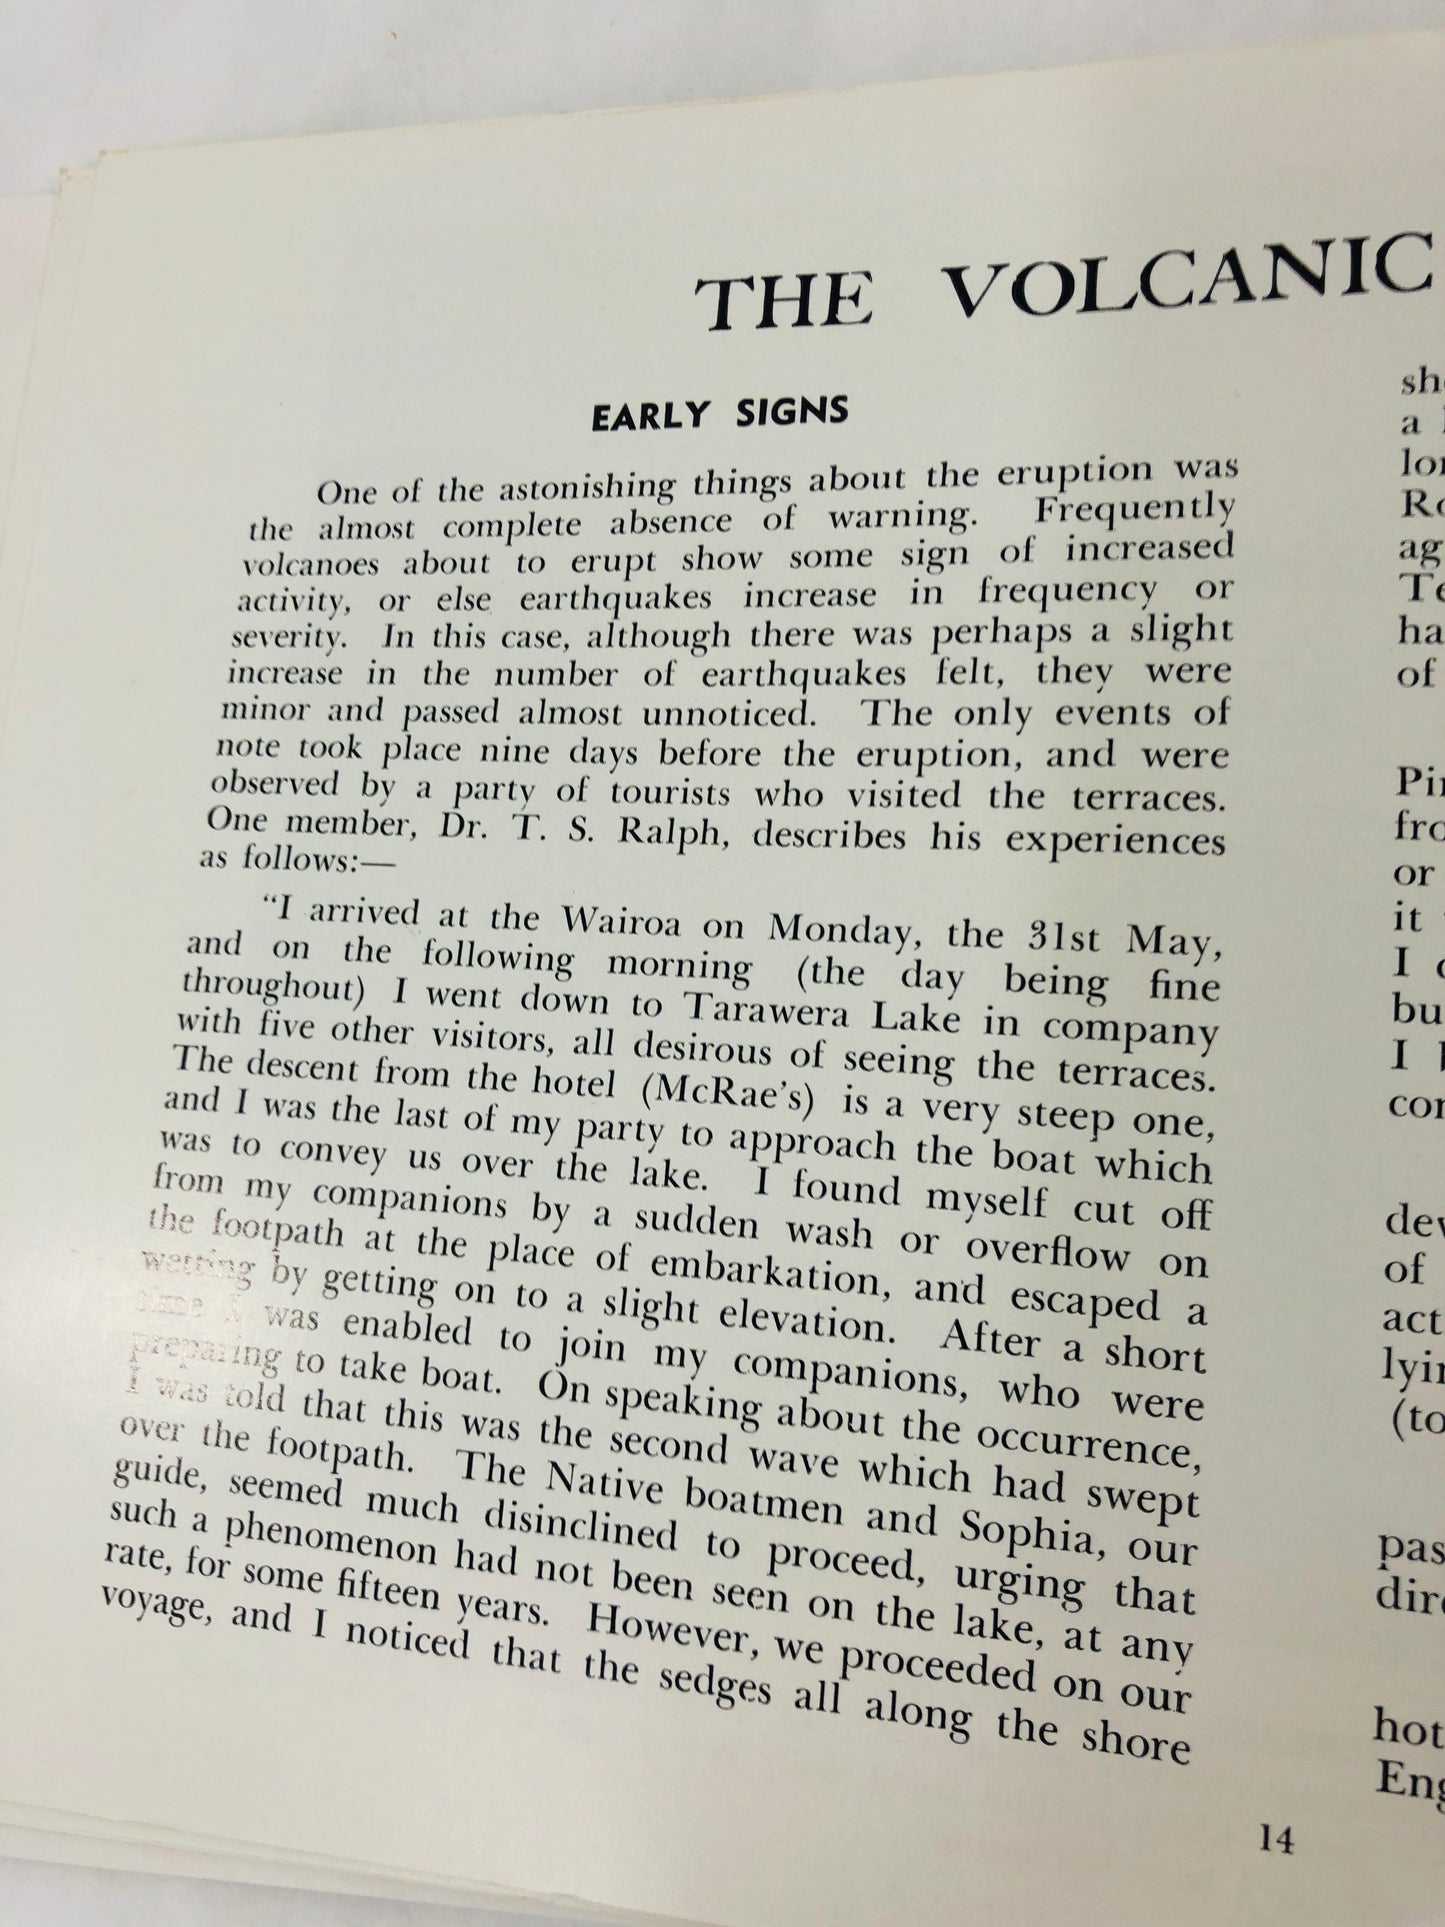 THE VOLCANIC
EARLY SIGNS
One of the astonishing things about the eruption was
the almost complete absence of warning. Frequently
volcanoes about to erupt show some sign of increased
activity, or else earthquakes increase in frequency or
severity. In this case, although there was perhaps a slight
increase in the number of earthquakes felt, they were
minor and passed almost unnoticed. The only events of
note took place nine days before the eruption, and were
observed by a party of tourists who visited the terraces.
One member, Dr. T. S. Ralph, describes his experiences
as follows:—
"I arrived at the Wairoa on Monday, the 31st May,
and on the following morning (the day being fine
throughout) I went down to Tarawera Lake in company
with five other visitors, all desirous of seeing the terraces.
The descent from the hotel (McRae's) is a very steep one,
and I was the last of my party to approach the boat which
was to convey us over the lake. I found myself cut off
from my companions by a sudden wash or overflow on
the footpath at the place of embarkation, and escaped a
wetting by getting on to a slight elevation. After a short
time I was enabled to join my companions, who were
preparing to take boat. On speaking about the occurrence,
I was told that this was the second wave which had swept
over the footpath. The Native boatmen and Sophia, our
guide, seemed much disinclined to proceed, urging that
such a phenomenon had not been seen on the lake, at any
rate, for some fifteen years. However, we proceeded on our
voyage, and I noticed that the sedges all along the shore
a
of
or
it
I
bu
I
of
act
(to
pas
hot
Eng
14